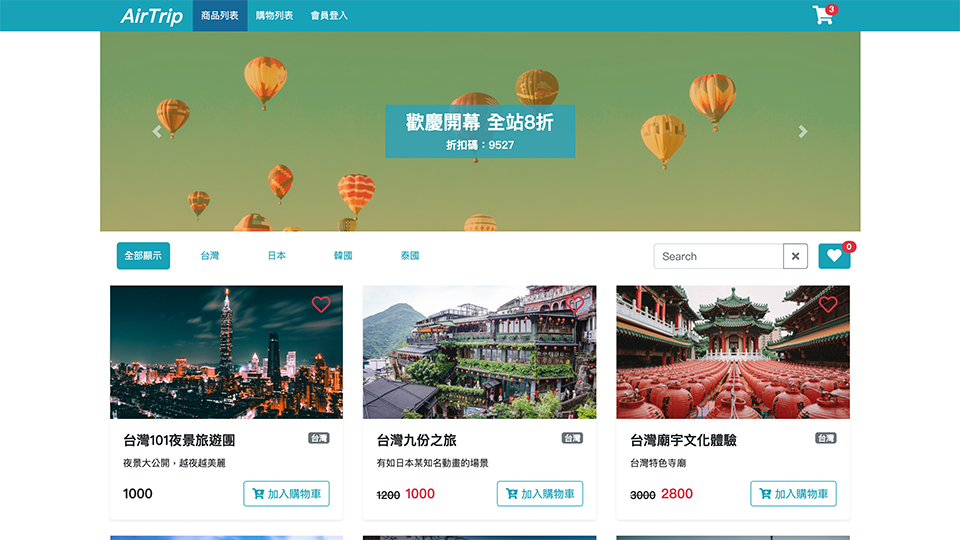 AirTrip 商品列表 購物列表 會員登入 3
歡慶開幕 全站8折
折扣碼：9527
全部顯示 台灣 日本 韓國 泰國 Search × 0
台灣101夜景旅遊團 台灣
夜景大公開，越夜越美麗
1000 加入購物車
台灣九份之旅 台灣
有如日本某知名動畫的場景
1200 1000 加入購物車
台灣廟宇文化體驗 台灣
台灣特色寺廟
3000 2800 加入購物車